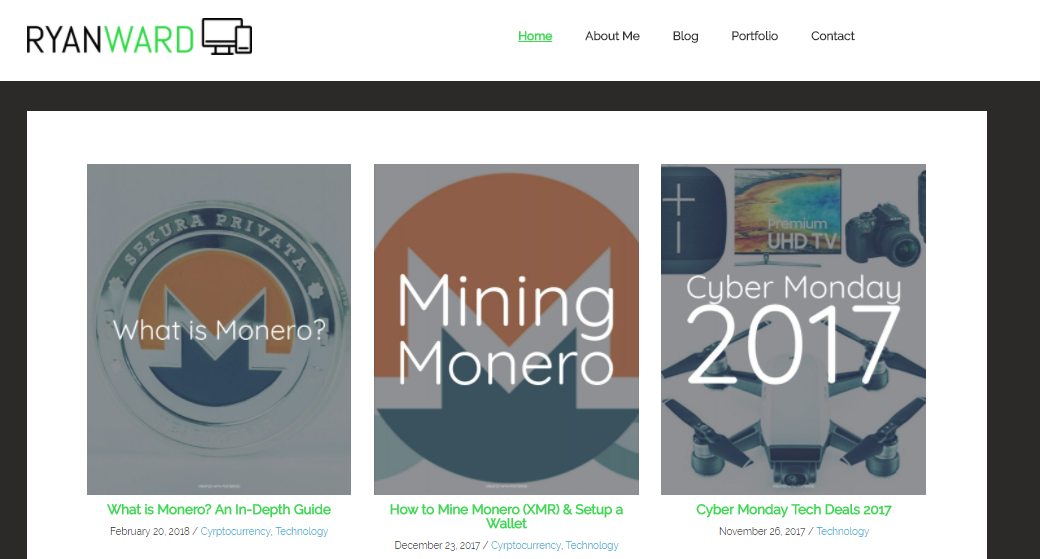 RYANWARD
Home About Me Blog Portfolio Contact
SEKURA PRIVATA
What is Monero?
Mining
Monero
Premium
UHD TV
Cyber Monday
2017
What is Monero? An In-Depth Guide
February 20, 2018 / Cyrptocurrency, Technology
How to Mine Monero (XMR) & Setup a
Wallet
December 23, 2017 / Cyrptocurrency, Technology
Cyber Monday Tech Deals 2017
November 26, 2017 / Technology